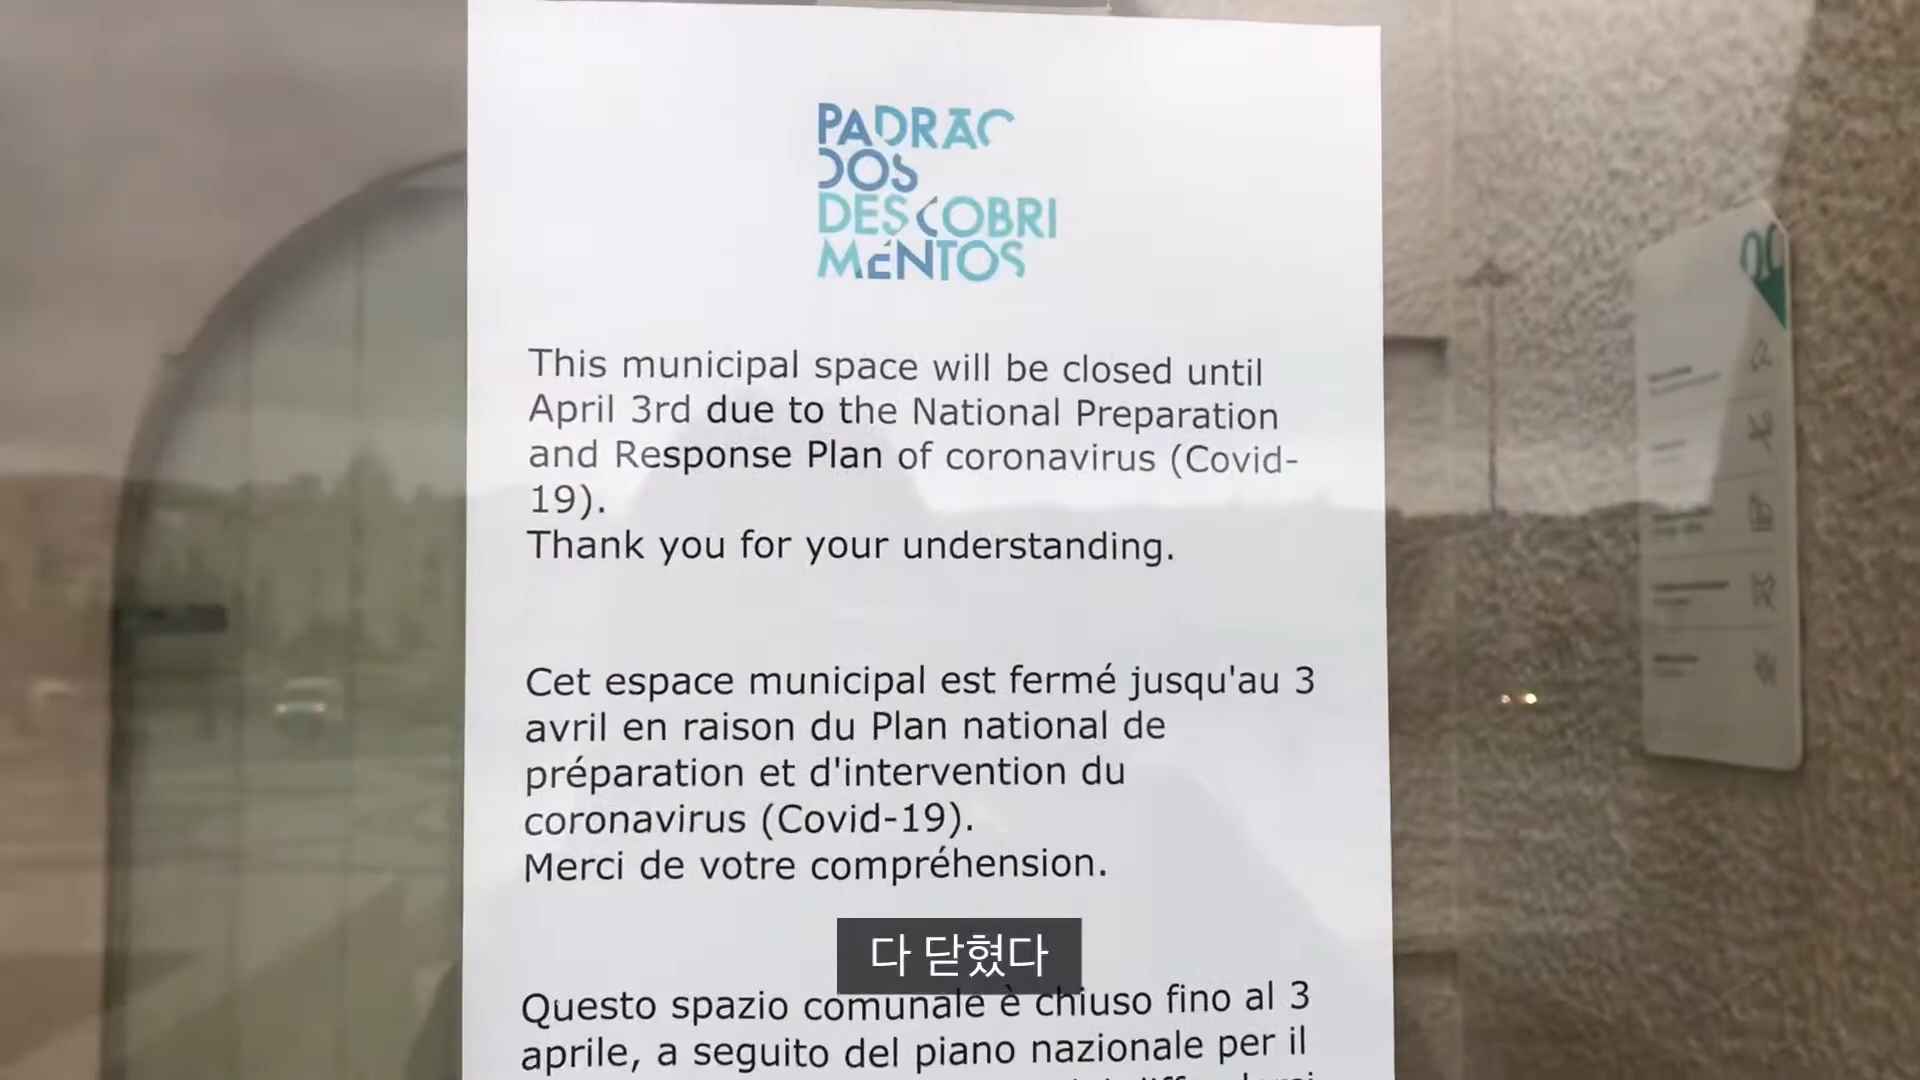 PADRÃO
DOS
DESCOBRI
MENTOS
This municipal space will be closed until
April 3rd due to the National Preparation
and Response Plan of coronavirus (Covid-
19).
Thank you for your understanding.
Cet espace municipal est fermé jusqu'au 3
avril en raison du Plan national de
préparation et d'intervention du
coronavirus (Covid-19).
Merci de votre compréhension.
다 닫혔다
Questo spazio comunale è chiuso fino al 3
aprile, a seguito del piano nazionale per il